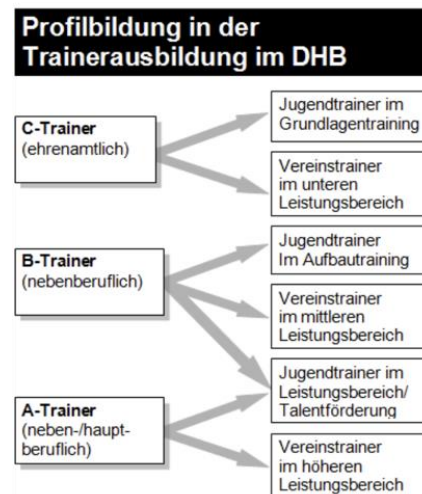 Profilbildung in der
Trainerausbildung im DHB
C-Trainer
(ehrenamtlich)
Jugendtrainer im
Grundlagentraining
Vereinstrainer
im unteren
Leistungsbereich
B-Trainer
(nebenberuflich)
Jugendtrainer
Im Aufbautraining
Vereinstrainer
im mittleren
Leistungsbereich
Jugendtrainer im
Leistungsbereich/
Talentförderung
A-Trainer
(neben-/haupt-
beruflich)
Vereinstrainer
im höheren
Leistungsbereich